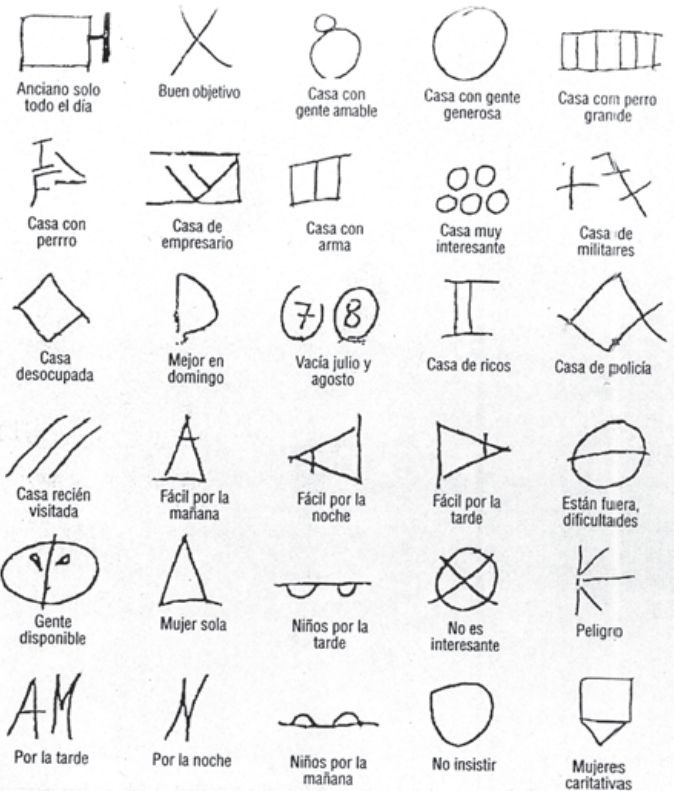 Anciano solo
todo el día
Buen objetivo
Casa con
gente amable
Casa con gente
generosa
Casa com perro
grande
Casa con
perrro
Casa de
empresario
Casa con
arma
Casa muy
interesante
Casa de
militares
Casa
desocupada
Mejor en
domingo
7 8
Vacía julio y
agosto
Casa de ricos
Casa de policía
Casa recién
visitada
Fácil por la
mañana
Fácil por la
noche
Fácil por la
tarde
Están fuera,
dificultades
Gente
disponible
Mujer sola
Niños por la
tarde
No es
interesante
Peligro
AM
Por la tarde
N
Por la noche
Niños por la
mañana
No insistir
Mujeres
caritativas